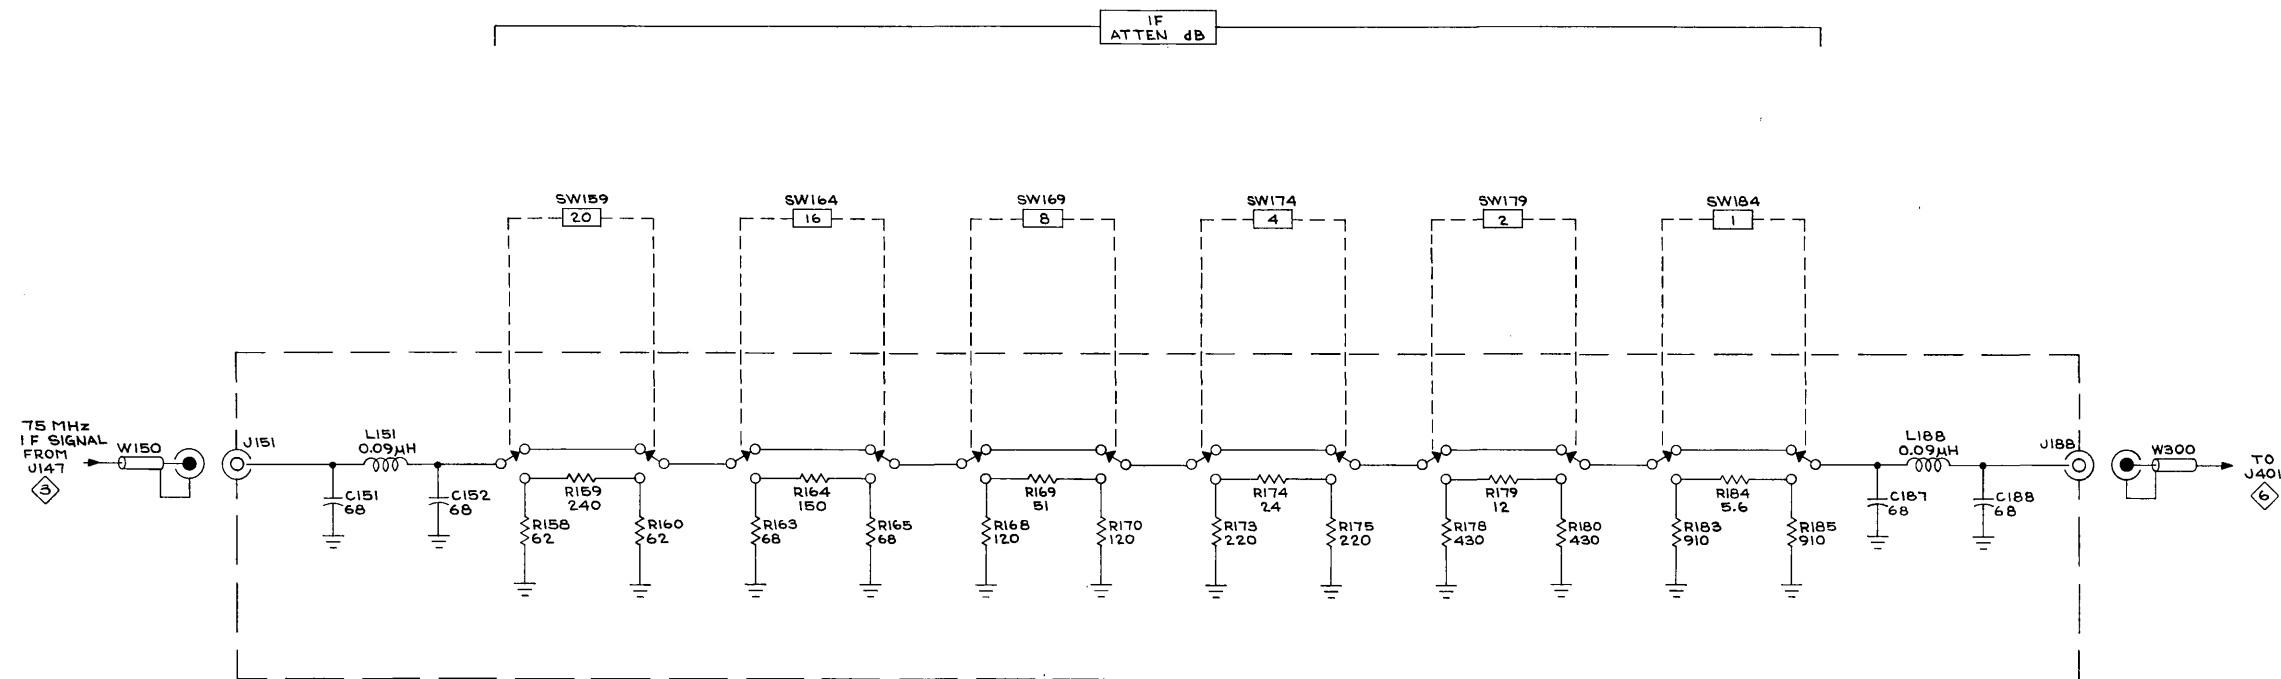 IF
ATTEN dB
SW159
20
SW164
16
SW169
8
SW174
4
SW179
2
SW184
1
75 MHz
IF SIGNAL
FROM
J147
3
W150
J151
L151
0.09µH
C151
68
C152
68
R159
240
R158
62
R160
62
R164
150
R163
68
R165
68
R169
51
R168
120
R170
120
R174
24
R173
220
R175
220
R179
12
R178
430
R180
430
R184
5.6
R183
910
R185
910
L188
0.09µH
C187
68
C188
68
J188
W300
TO
J401
6